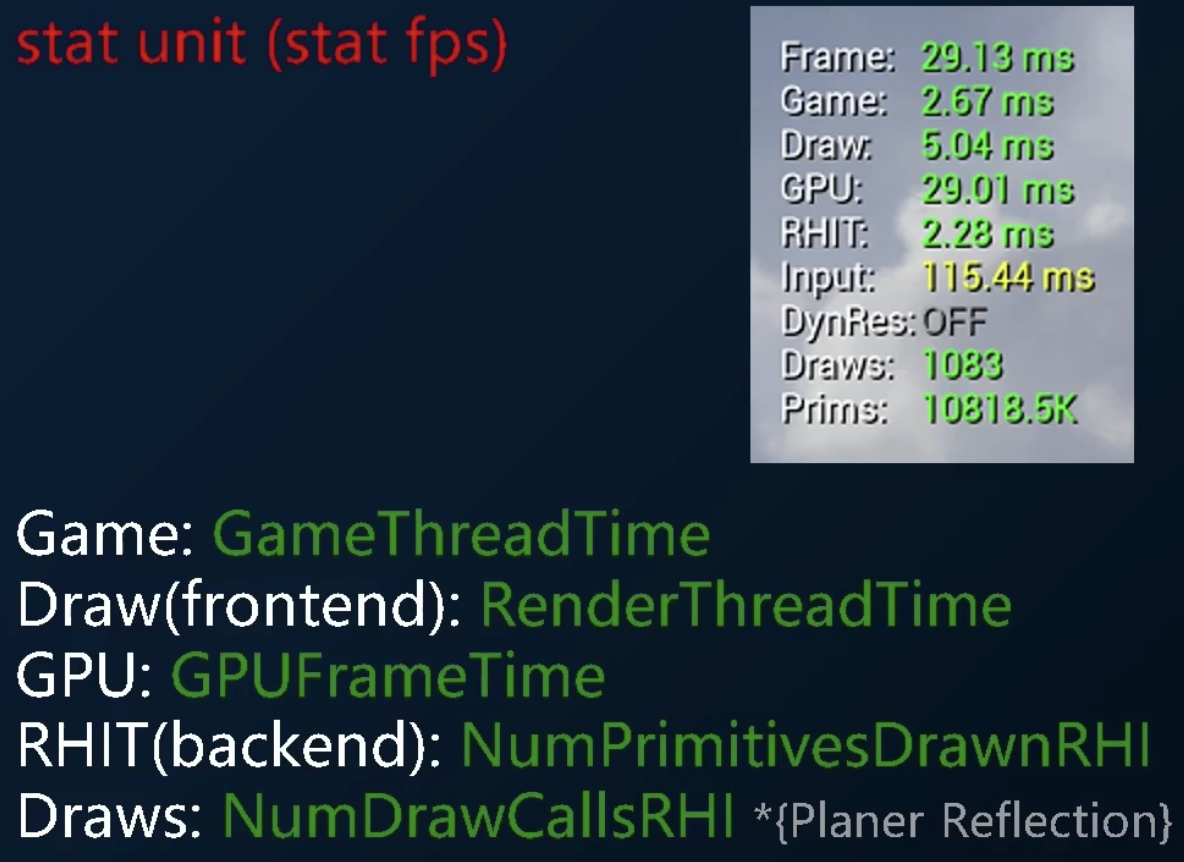 stat unit (stat fps)
Frame: 29.13 ms
Game: 2.67 ms
Draw: 5.04 ms
GPU: 29.01 ms
RHIT: 2.28 ms
Input: 115.44 ms
DynRes: OFF
Draws: 1083
Prims: 10818.5K
Game: GameThreadTime
Draw(frontend): RenderThreadTime
GPU: GPUFrameTime
RHIT(backend): NumPrimitivesDrawnRHI
Draws: NumDrawCallsRHI *{Planer Reflection}